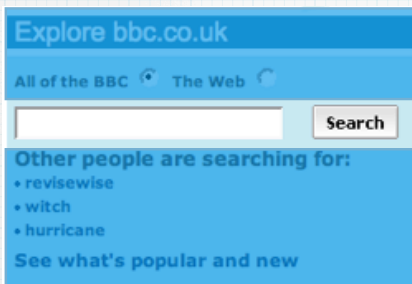 Explore bbc.co.uk
All of the BBC The Web
Search
Other people are searching for:
• revisewise
• witch
• hurricane
See what's popular and new